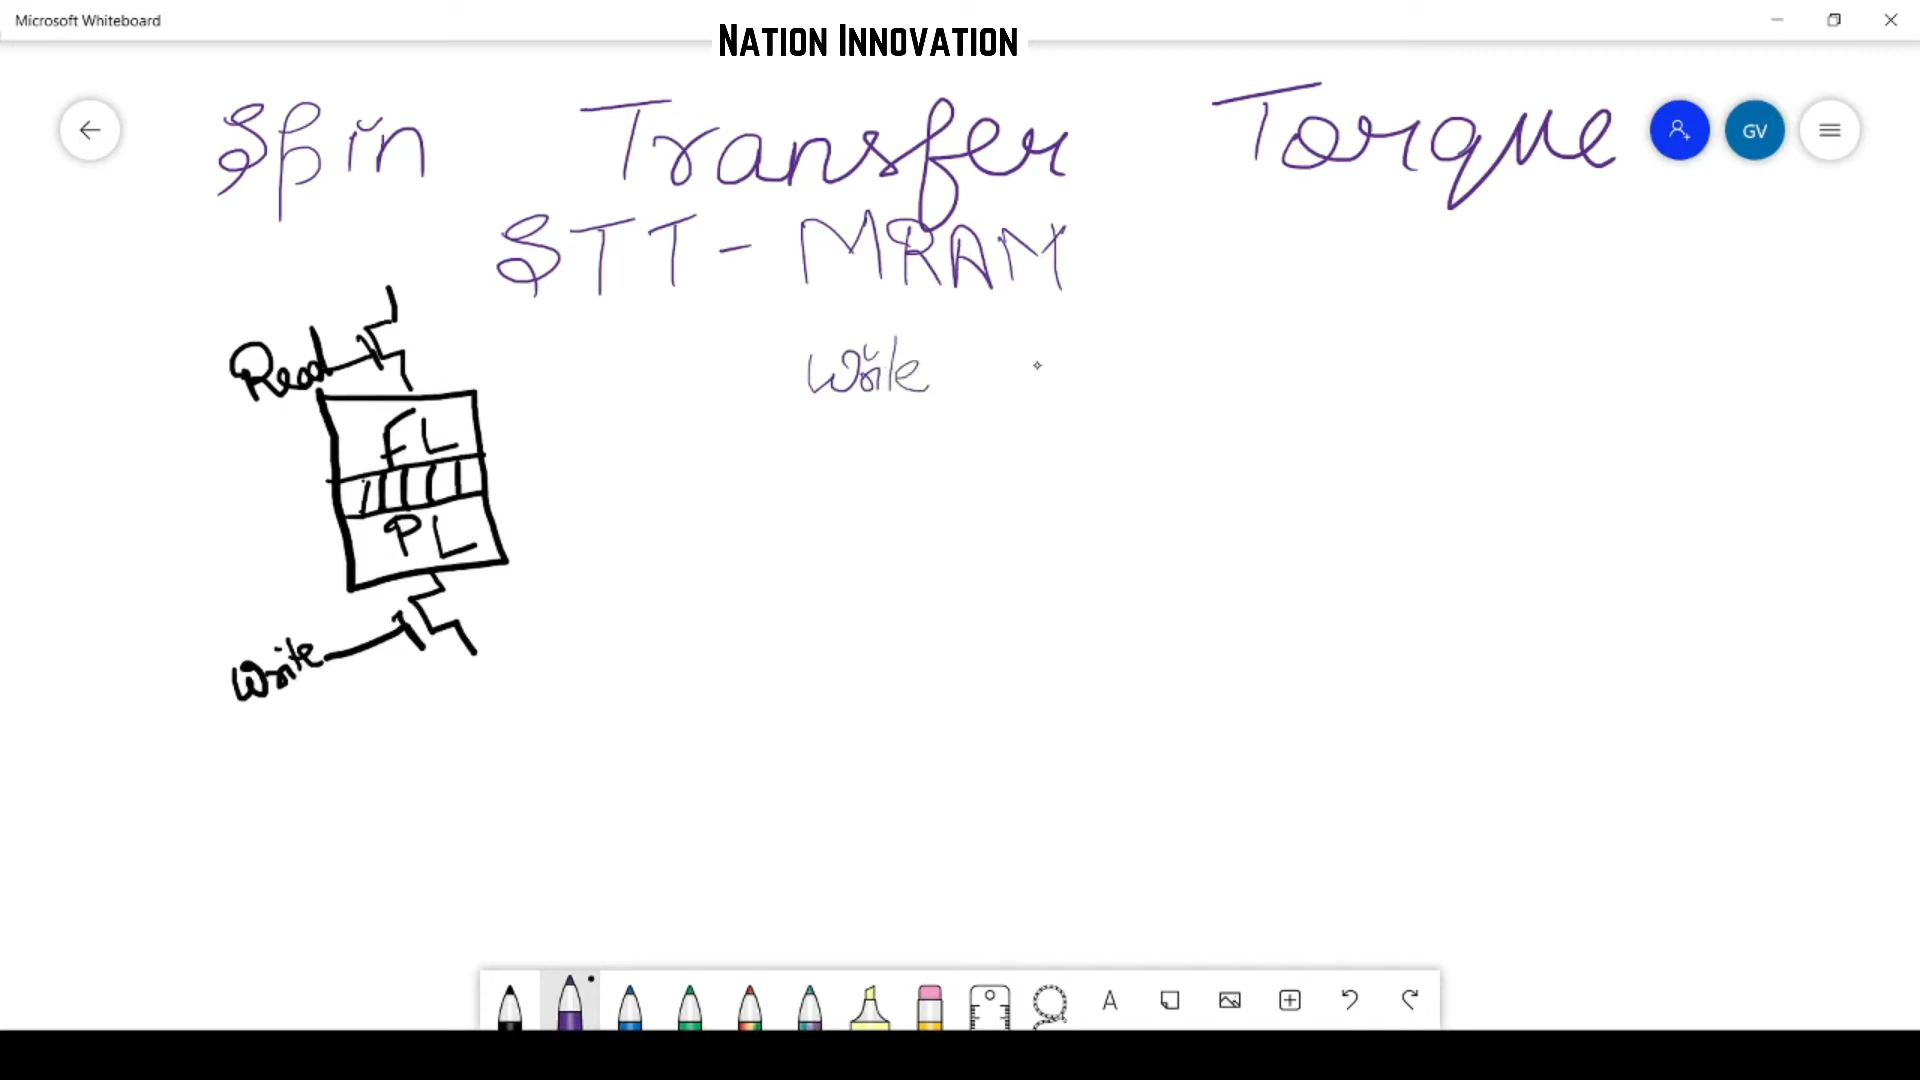 Microsoft Whiteboard
NATION INNOVATION
Spin Transfer Torque
GV
STT - MRAM
Read
Write
FL
PL
Write
A